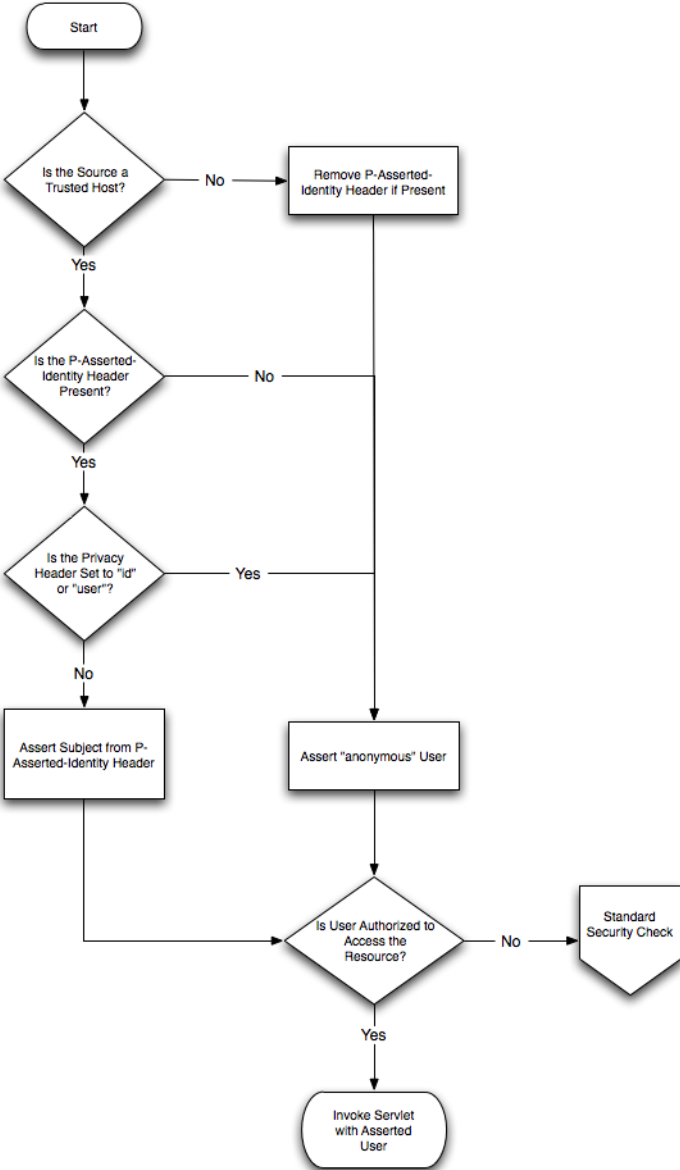 Start
Is the Source a
Trusted Host?
No
Remove P-Asserted-
Identity Header if Present
Yes
Is the P-Asserted-
Identity Header
Present?
No
Yes
Is the Privacy
Header Set to "id"
or "user"?
Yes
No
Assert Subject from P-
Asserted-Identity Header
Assert "anonymous" User
Is User Authorized to
Access the
Resource?
No
Standard
Security Check
Yes
Invoke Servlet
with Asserted
User